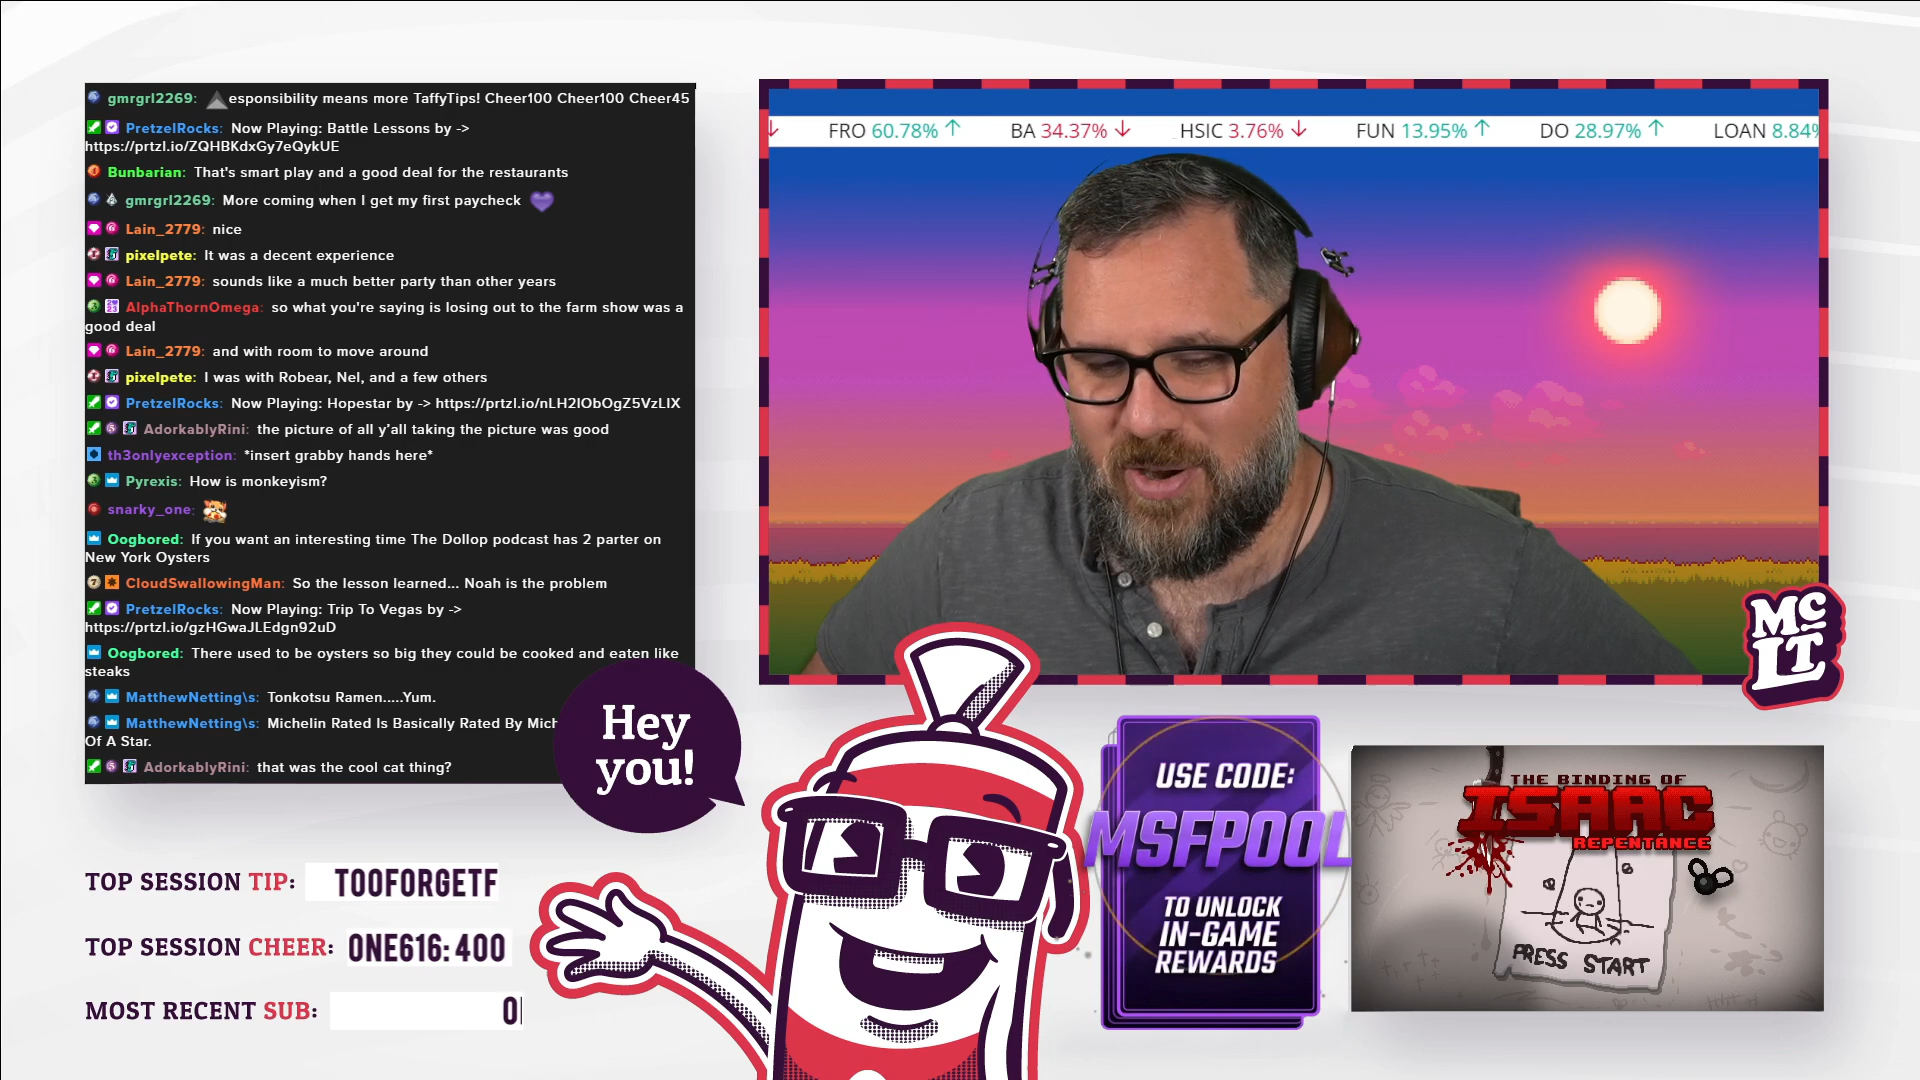 gmrgrl2269: esponsibility means more TaffyTips! Cheer100 Cheer100 Cheer45
PretzelRocks: Now Playing: Battle Lessons by ->
https://prtzl.io/ZQHBKdxGy7eQykUE
Bunbarian: That's smart play and a good deal for the restaurants
gmrgrl2269: More coming when I get my first paycheck
Lain_2779: nice
pixelpete: It was a decent experience
Lain_2779: sounds like a much better party than other years
AlphaThornOmega: so what you're saying is losing out to the farm show was a
good deal
Lain_2779: and with room to move around
pixelpete: I was with Robear, Nel, and a few others
PretzelRocks: Now Playing: Hopestar by -> https://prtzl.io/nLH2lObOgZ5VzLlX
AdorkablyRini: the picture of all y'all taking the picture was good
th3onlyexception: *insert grabby hands here*
Pyrexis: How is monkeyism?
snarky_one:
Oogbored: If you want an interesting time The Dollop podcast has 2 parter on
New York Oysters
CloudSwallowingMan: So the lesson learned... Noah is the problem
PretzelRocks: Now Playing: Trip To Vegas by ->
https://prtzl.io/gzHGwaJLEdgn92uD
Oogbored: There used to be oysters so big they could be cooked and eaten like
steaks
MatthewNetting\s: Tonkotsu Ramen.....Yum.
MatthewNetting\s: Michelin Rated Is Basically Rated By Mich
Of A Star.
AdorkablyRini: that was the cool cat thing?
Hey
you!
TOP SESSION TIP: TOOFORGETF
TOP SESSION CHEER: ONE616: 400
MOST RECENT SUB: O
FRO 60.78% ↑ BA 34.37% ↓ HSIC 3.76% ↓ FUN 13.95% ↑ DO 28.97% ↑ LOAN 8.84%
Mc
LT
USE CODE:
MSFPOOL
TO UNLOCK
IN-GAME
REWARDS
THE BINDING OF
ISAAC
REPENTANCE
PRESS START